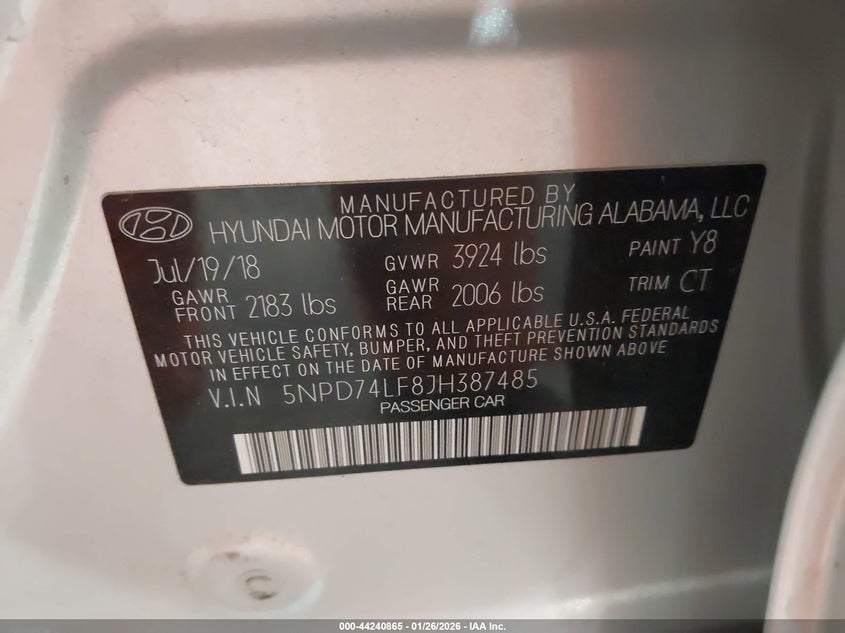 MANUFACTURED BY
HYUNDAI MOTOR MANUFACTURING ALABAMA, LLC
Jul/19/18 GVWR 3924 lbs PAINT Y8
GAWR FRONT 2183 lbs GAWR REAR 2006 lbs TRIM CT
THIS VEHICLE CONFORMS TO ALL APPLICABLE U.S.A. FEDERAL
MOTOR VEHICLE SAFETY, BUMPER, AND THEFT PREVENTION STANDARDS
IN EFFECT ON THE DATE OF MANUFACTURE SHOWN ABOVE
V.I.N 5NPD74LF8JH387485
PASSENGER CAR
000-44240865 - 01/26/2026 - IAA Inc.